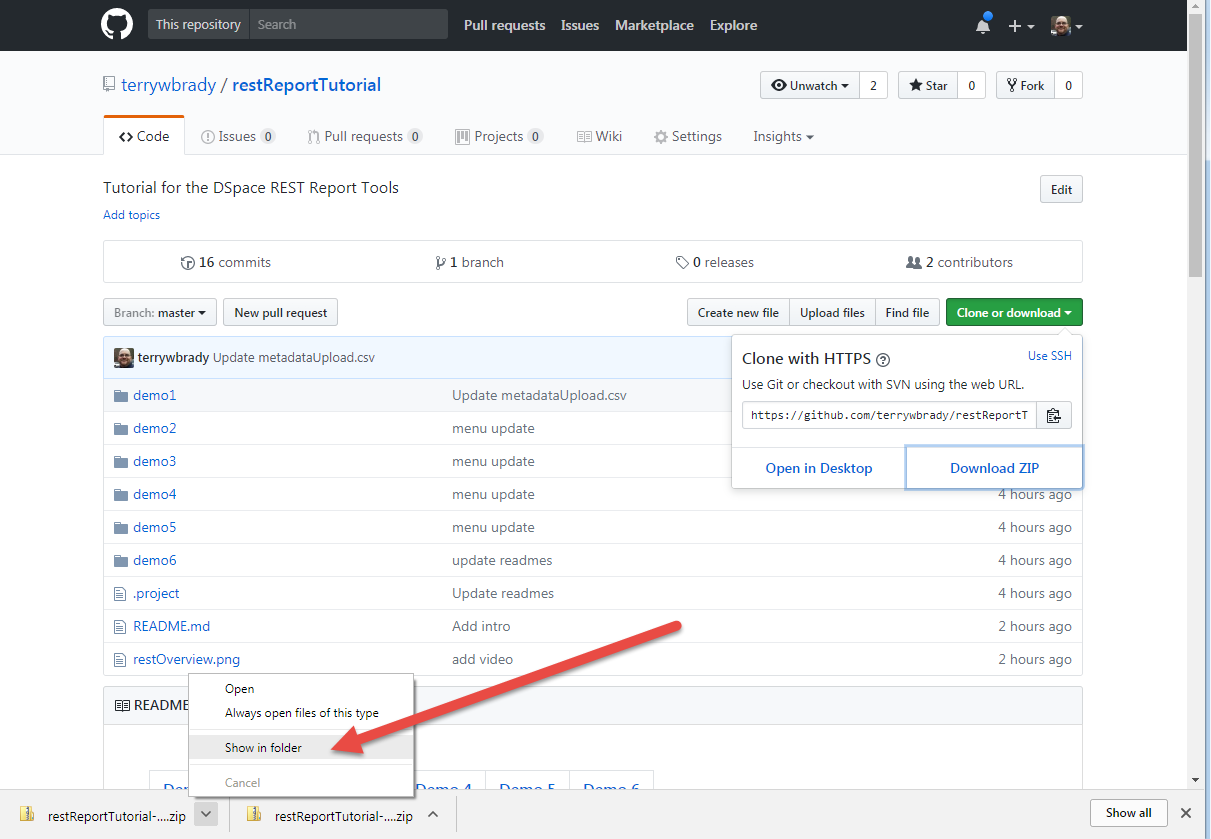 This repository Search Pull requests Issues Marketplace Explore
terrywbrady / restReportTutorial Unwatch 2 Star 0 Fork 0
Code Issues 0 Pull requests 0 Projects 0 Wiki Settings Insights
Tutorial for the DSpace REST Report Tools Edit
Add topics
16 commits 1 branch 0 releases 2 contributors
Branch: master New pull request Create new file Upload files Find file Clone or download
terrywbrady Update metadataUpload.csv
Clone with HTTPS ? Use SSH
Use Git or checkout with SVN using the web URL.
https://github.com/terrywbrady/restReportT
Open in Desktop Download ZIP
demo1 Update metadataUpload.csv
demo2 menu update
demo3 menu update
demo4 menu update 4 hours ago
demo5 menu update 4 hours ago
demo6 update readmes 4 hours ago
.project Update readmes 4 hours ago
README.md Add intro 2 hours ago
restOverview.png add video 2 hours ago
README
Open
Always open files of this type
Show in folder
Cancel
Demo 4 Demo 5 Demo 6
restReportTutorial-....zip restReportTutorial-....zip Show all